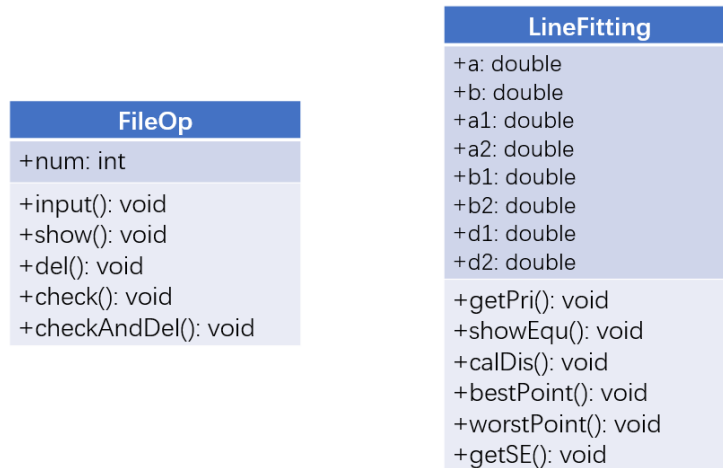 FileOp
+num: int
+input(): void
+show(): void
+del(): void
+check(): void
+checkAndDel(): void
LineFitting
+a: double
+b: double
+a1: double
+a2: double
+b1: double
+b2: double
+d1: double
+d2: double
+getPri(): void
+showEqu(): void
+calDis(): void
+bestPoint(): void
+worstPoint(): void
+getSE(): void